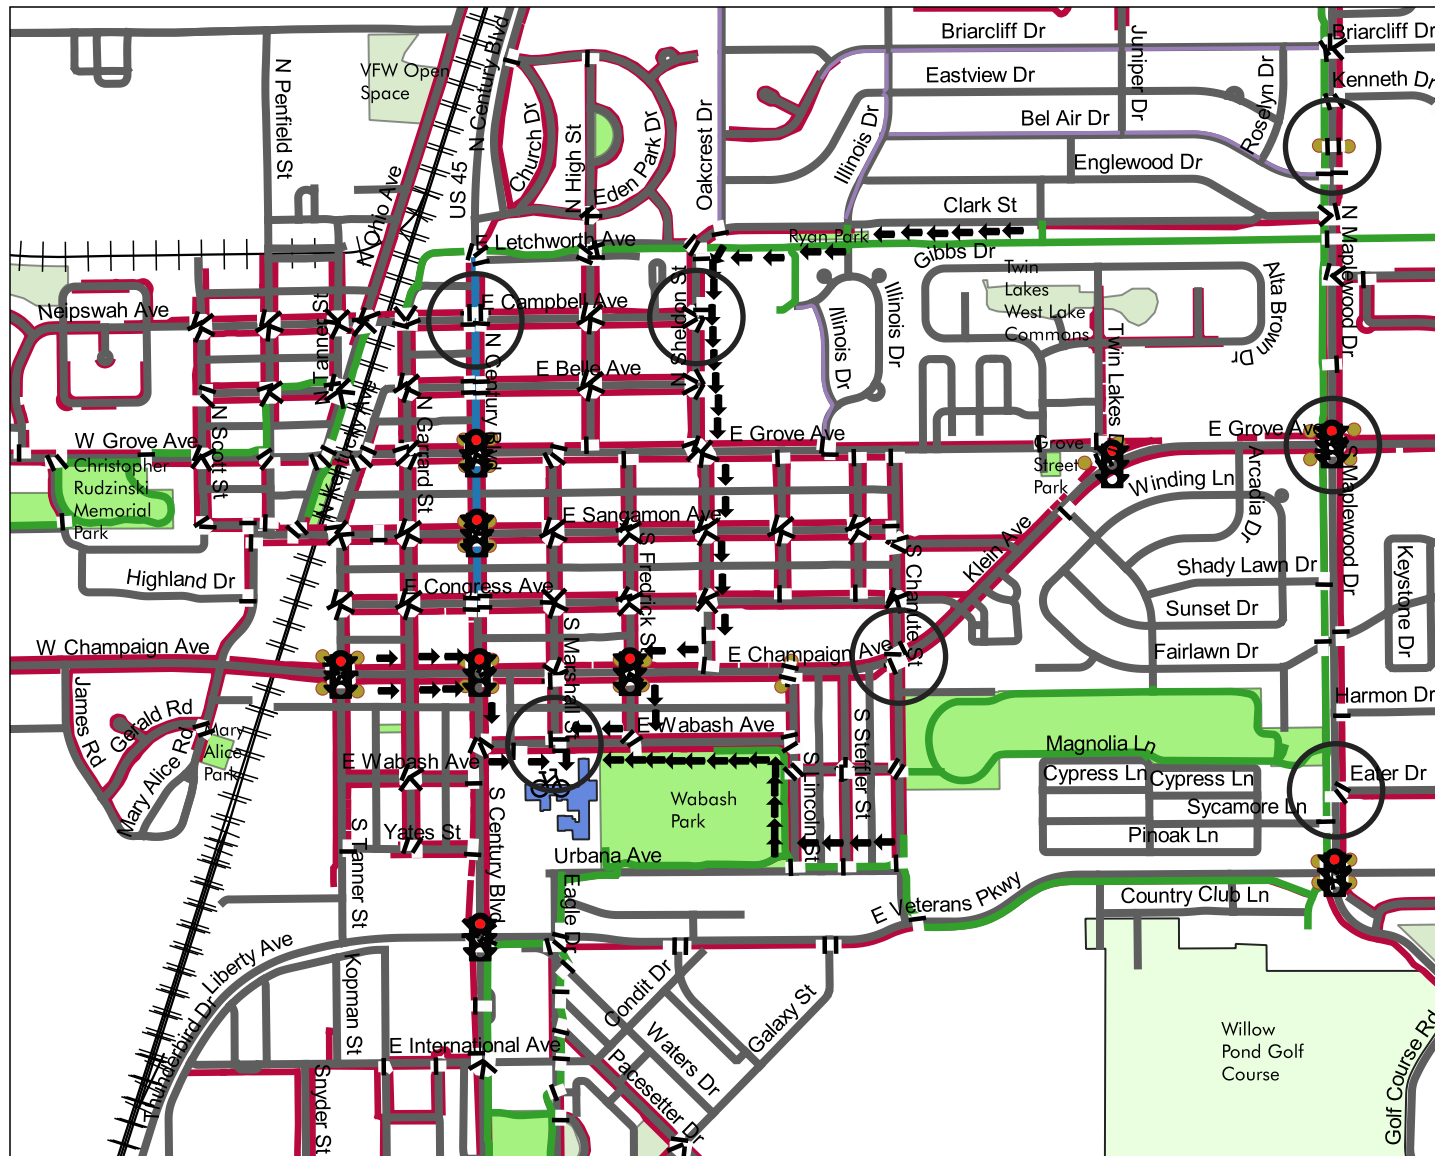 Briarcliff Dr
Briarcliff Dr
N Century Blvd
Juniper Dr
VFW Open
Space
N Penfield St
Eastview Dr
Roselyn Dr
Kenneth Dr
Church Dr
N High St
Eden Park Dr
Oakcrest Dr
Illinois Dr
Bel Air Dr
Englewood Dr
US 45
N Ohio Ave
Clark St
N Maplewood Dr
E Letchworth Ave
Ryan Park
Gibbs Dr
Twin
Lakes
West Lake
Commons
Alta Brown Dr
Neipswah Ave
N Tanner St
E Campbell Ave
N Sheldon St
Illinois Dr
Illinois Dr
Twin Lakes Dr
E Belle Ave
N Century Blvd
N Garrard St
N Scott St
N Kentucky Ave
W Grove Ave
E Grove Ave
E Grove Ave
Christopher
Rudzinski
Memorial
Park
Grove
Street
Park
Winding Ln
Arcadia Dr
S Maplewood Dr
E Sangamon Ave
S Fredrick St
S Chanute St
Klein Ave
Shady Lawn Dr
Keystone Dr
Highland Dr
E Congress Ave
Sunset Dr
W Champaign Ave
S Marshall St
E Champaign Ave
Fairlawn Dr
James Rd
Gerald Rd
Mary Alice Rd
Mary
Alice
Park
Harmon Dr
E Wabash Ave
E Wabash Ave
S Steffler St
S Lincoln St
Magnolia Ln
Cypress Ln
Cypress Ln
Sycamore Ln
Pinoak Ln
Eater Dr
Wabash
Park
S Century Blvd
Yates St
S Tanner St
Urbana Ave
Eagle Dr
E Veterans Pkwy
Country Club Ln
Liberty Ave
Thunderbird Dr
Kopman St
Condit Dr
Galaxy St
Waters Dr
Pacesetter Dr
E International Ave
Snyder St
Willow
Pond Golf
Course
Golf Course Rd